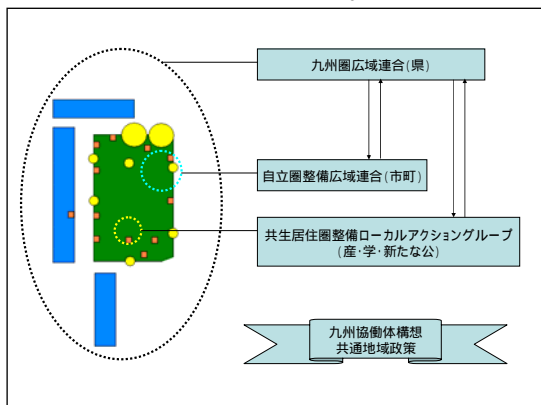 九州圏広域連合(県)
自立圏整備広域連合(市町)
共生居住圏整備ローカルアクショングループ
(産・学・新たな公)
九州協働体構想
共通地域政策